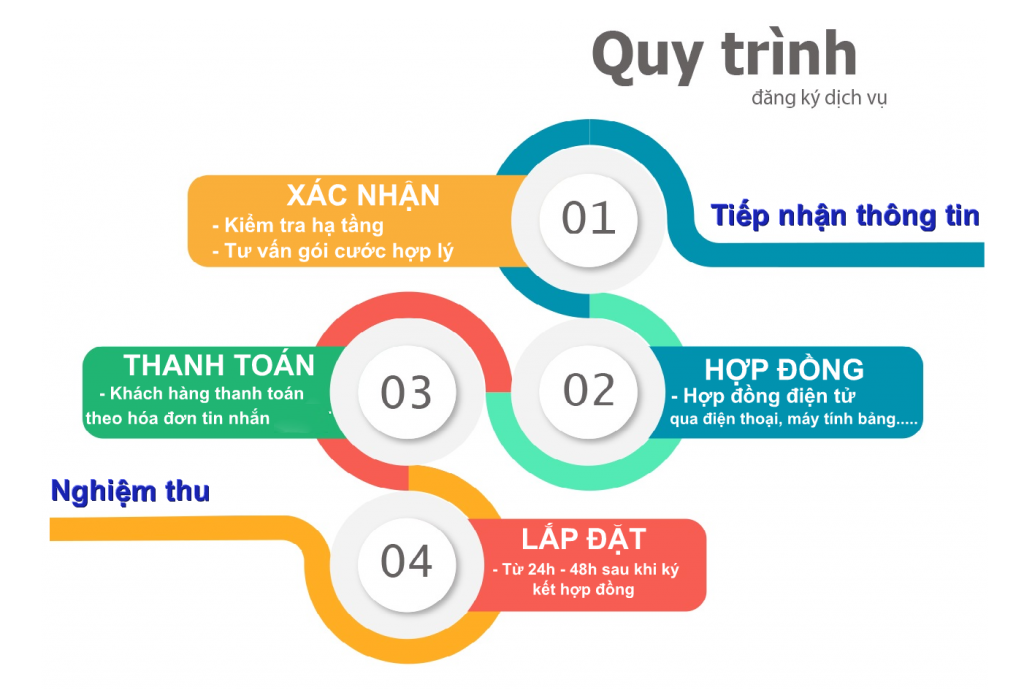 Quy trình
đăng ký dịch vụ
Tiếp nhận thông tin
01
XÁC NHẬN
- Kiểm tra hạ tầng
- Tư vấn gói cước hợp lý
02
HỢP ĐỒNG
- Hợp đồng điện tử
qua điện thoại, máy tính bảng.....
03
THANH TOÁN
- Khách hàng thanh toán
theo hóa đơn tin nhắn
04
LẮP ĐẶT
- Từ 24h - 48h sau khi ký
kết hợp đồng
Nghiệm thu